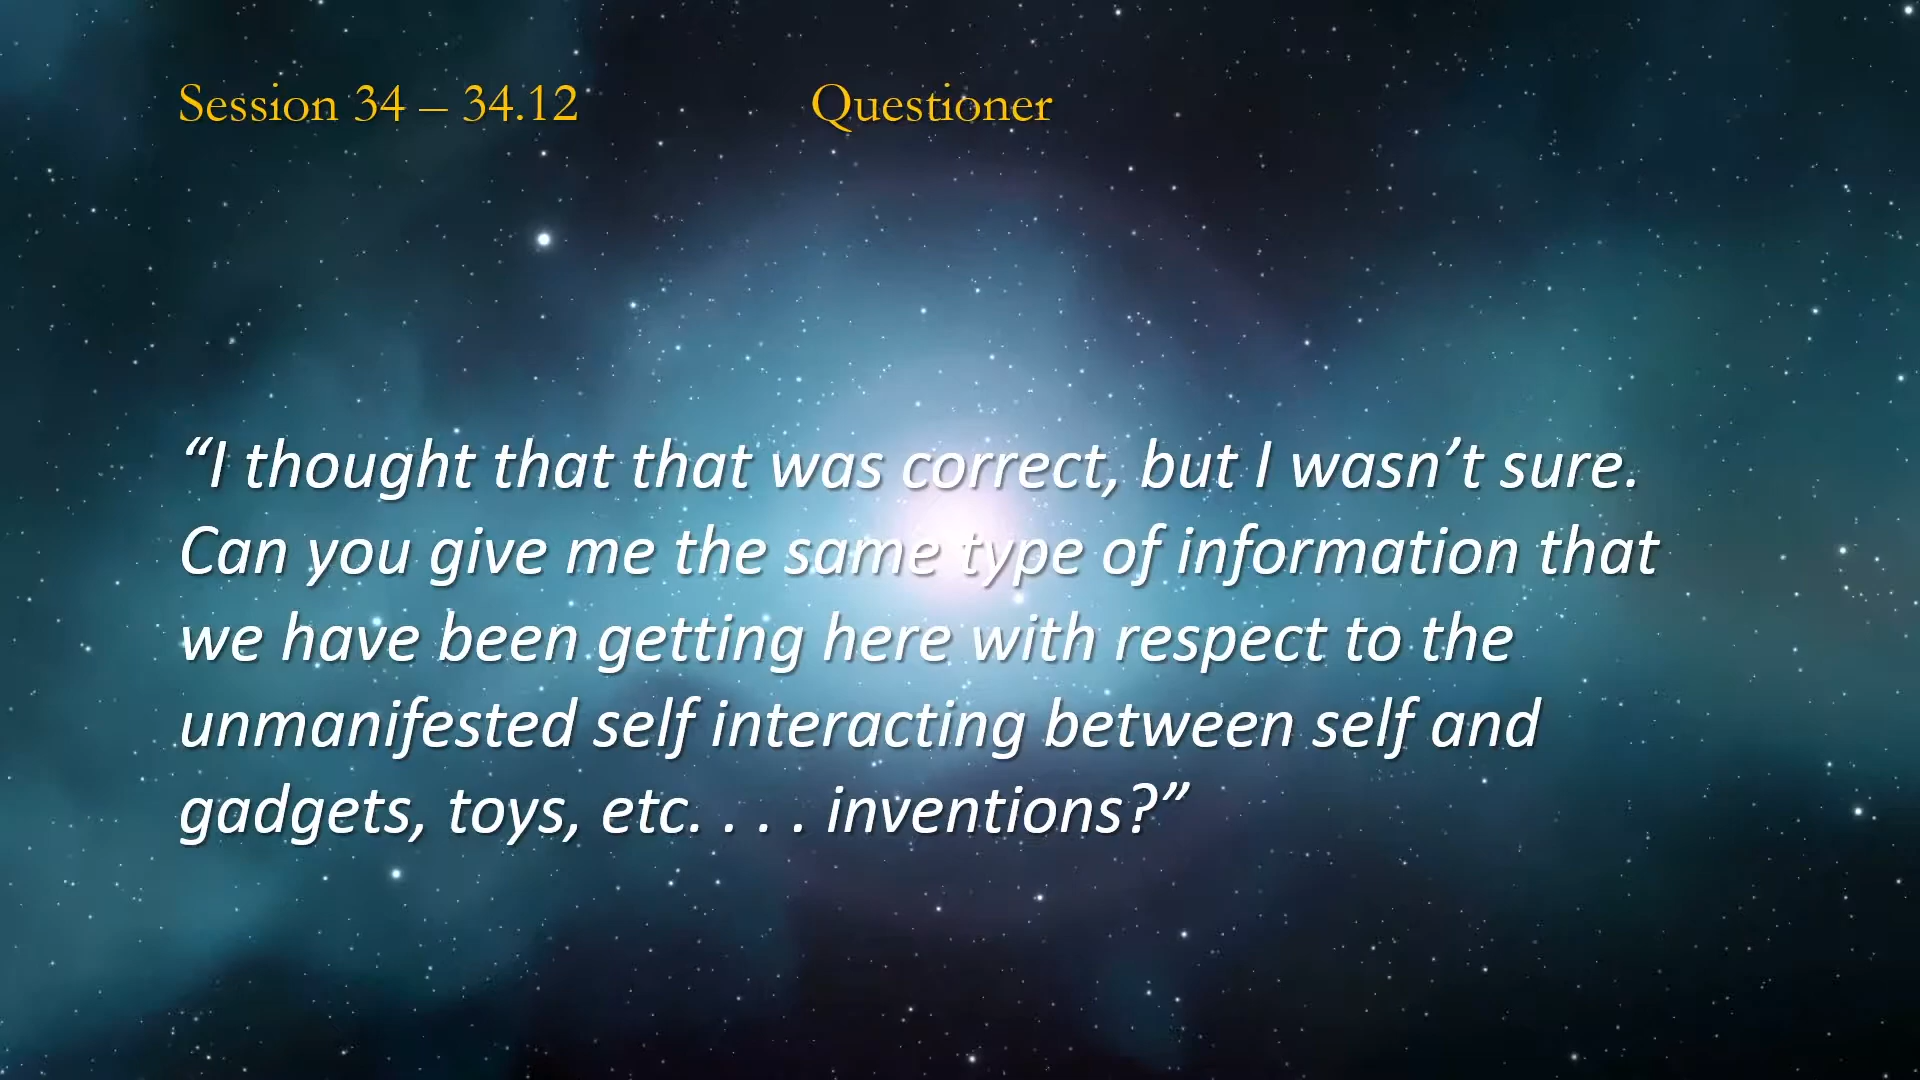 Session 34 – 34.12 Questioner
“I thought that that was correct, but I wasn’t sure.
Can you give me the same type of information that
we have been getting here with respect to the
unmanifested self interacting between self and
gadgets, toys, etc. . . . inventions?”